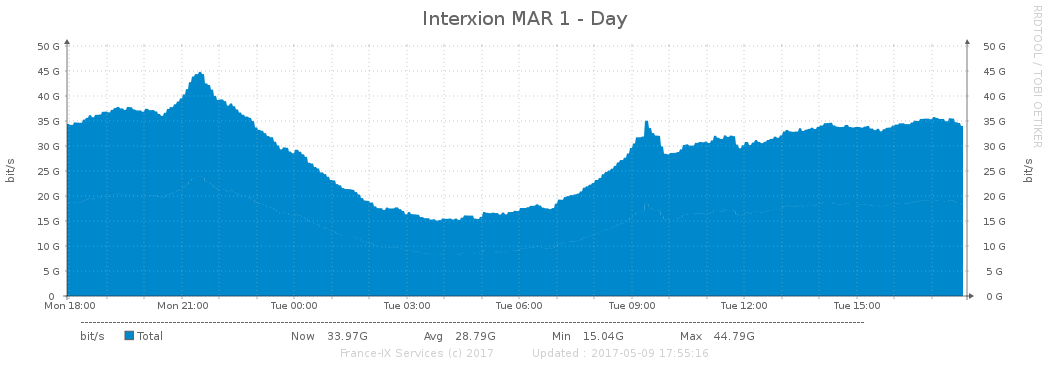 Interxion MAR 1 - Day
RRDTOOL / TOBI OETIKER
50 G 50 G
45 G 45 G
40 G 40 G
35 G 35 G
30 G 30 G
25 G 25 G
20 G 20 G
15 G 15 G
10 G 10 G
5 G 5 G
0 0 G
bit/s bit/s
Mon 18:00 Mon 21:00 Tue 00:00 Tue 03:00 Tue 06:00 Tue 09:00 Tue 12:00 Tue 15:00
bit/s Total Now 33.97G Avg 28.79G Min 15.04G Max 44.79G
France-IX Services (c) 2017 Updated : 2017-05-09 17:55:16